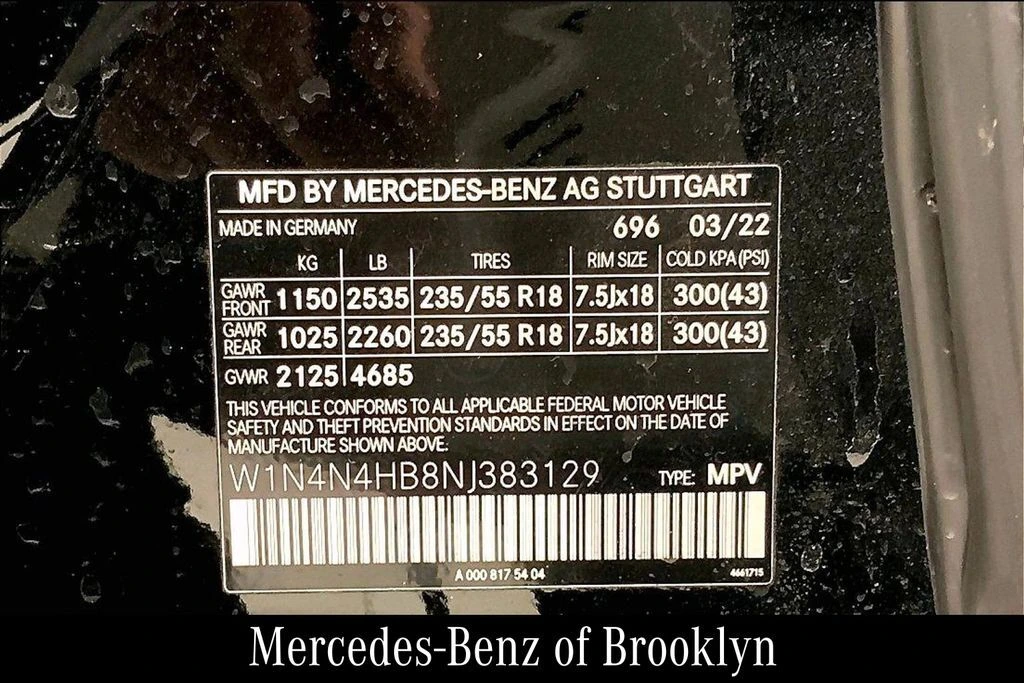 MFD BY MERCEDES-BENZ AG STUTTGART
MADE IN GERMANY 696 03/22
KG LB TIRES RIM SIZE COLD KPA (PSI)
GAWR FRONT 1150 2535 235/55 R18 7.5Jx18 300(43)
GAWR REAR 1025 2260 235/55 R18 7.5Jx18 300(43)
GVWR 2125 4685
THIS VEHICLE CONFORMS TO ALL APPLICABLE FEDERAL MOTOR VEHICLE
SAFETY AND THEFT PREVENTION STANDARDS IN EFFECT ON THE DATE OF
MANUFACTURE SHOWN ABOVE.
W1N4N4HB8NJ383129 TYPE: MPV
A 000 817 54 04 4661715
Mercedes-Benz of Brooklyn